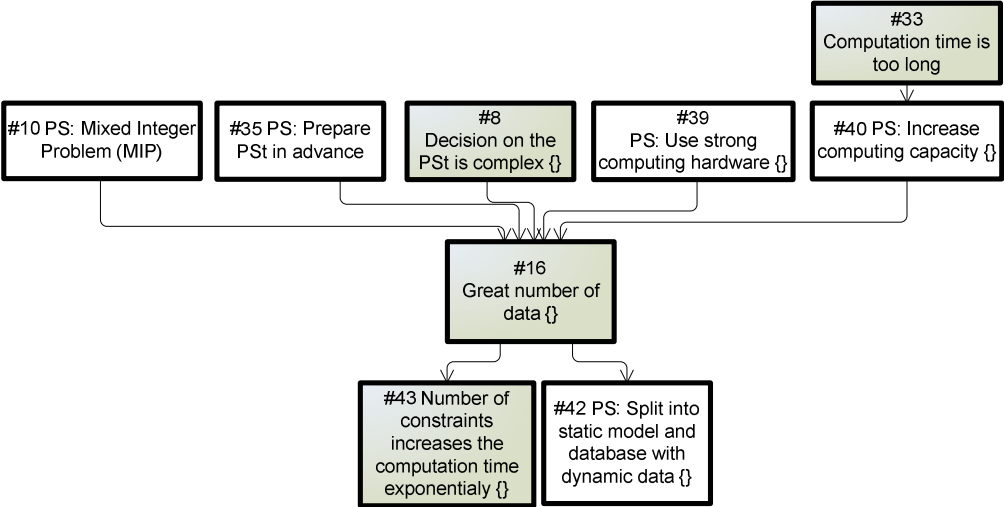 #33
Computation time is
too long
#10 PS: Mixed Integer
Problem (MIP)
#35 PS: Prepare
PSt in advance
#8
Decision on the
PSt is complex {}
#39
PS: Use strong
computing hardware {}
#40 PS: Increase
computing capacity {}
#16
Great number of
data {}
#43 Number of
constraints
increases the
computation time
exponentialy {}
#42 PS: Split into
static model and
database with
dynamic data {}